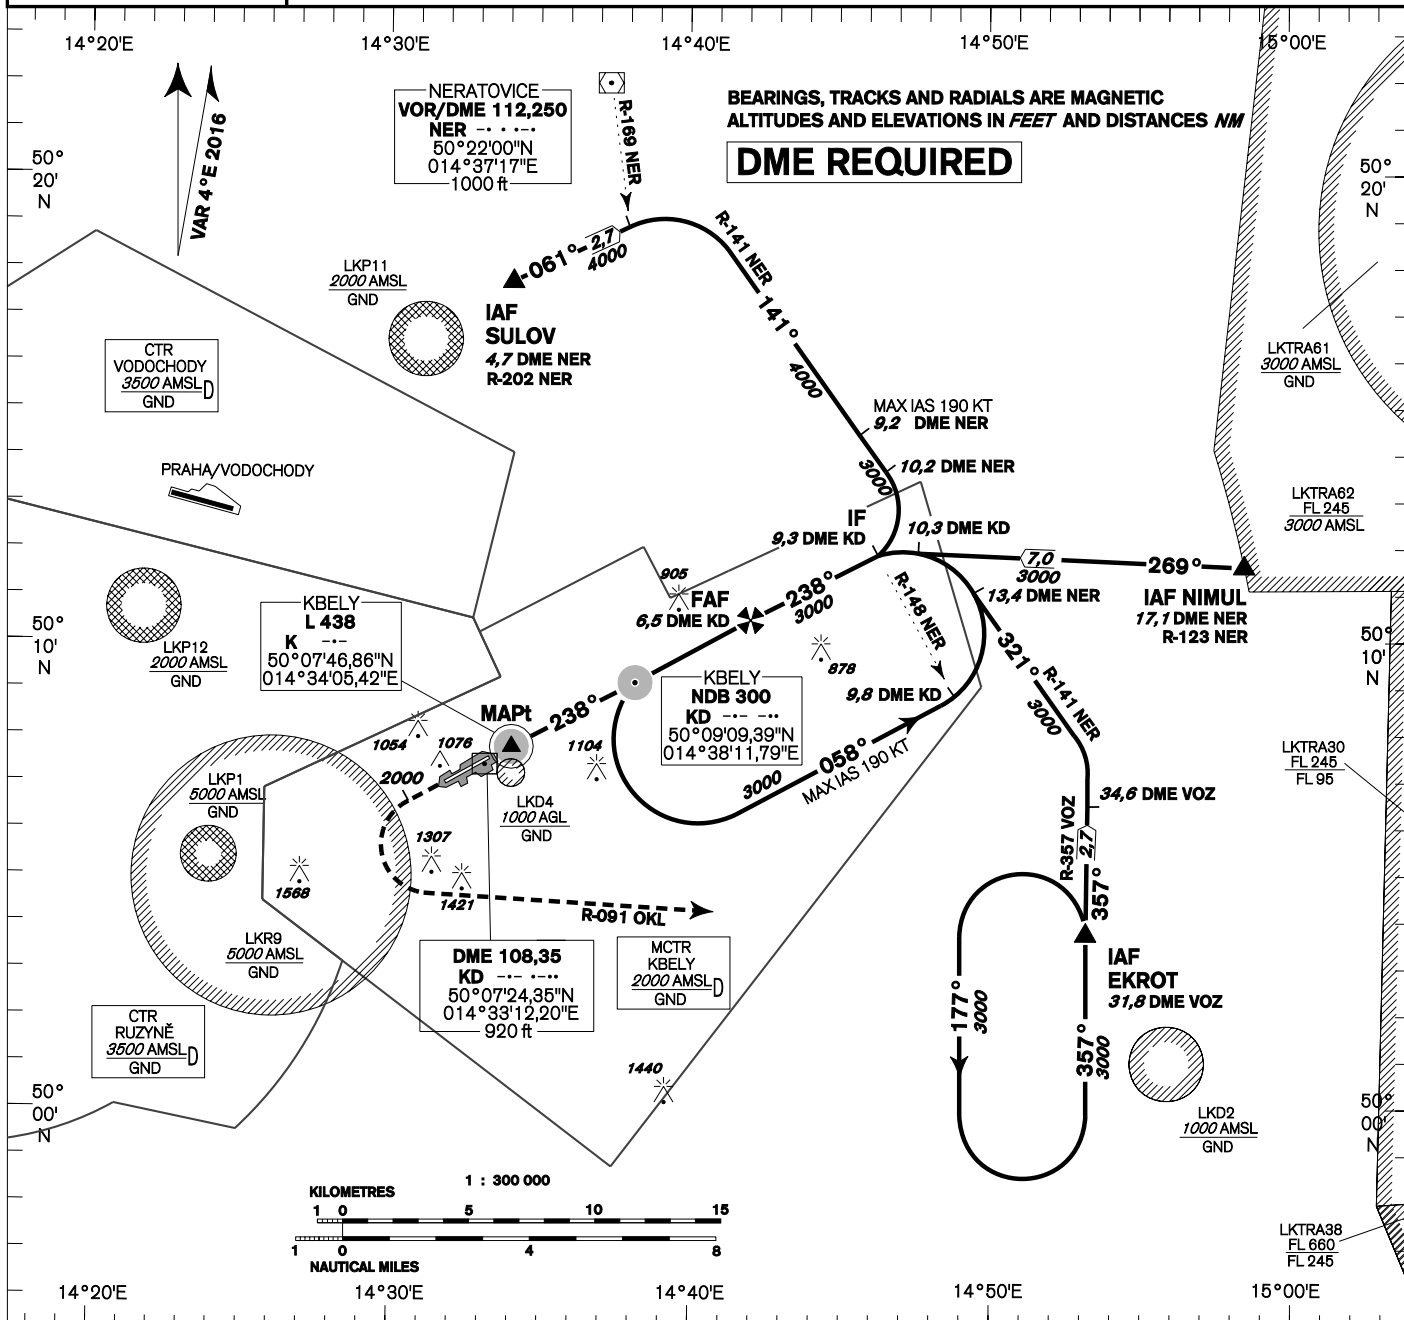 14°20'E
14°30'E
14°40'E
14°50'E
15°00'E
VAR 4°E 2016
NERATOVICE
VOR/DME 112,250
NER -· · ·-·
50°22'00"N
014°37'17"E
1000 ft
R-169 NER
BEARINGS, TRACKS AND RADIALS ARE MAGNETIC
ALTITUDES AND ELEVATIONS IN FEET AND DISTANCES NM
DME REQUIRED
50°
20'
N
50°
20'
N
061°
2,7
4000
R-141 NER
141°
4000
LKP11
2000 AMSL
GND
IAF
SULOV
4,7 DME NER
R-202 NER
CTR
VODOCHODY
3500 AMSL D
GND
LKTRA61
3000 AMSL
GND
MAX IAS 190 KT
9,2 DME NER
10,2 DME NER
3000
PRAHA/VODOCHODY
LKTRA62
FL 245
3000 AMSL
IF
9,3 DME KD
10,3 DME KD
7,0
3000
269°
IAF NIMUL
17,1 DME NER
R-123 NER
905
FAF
6,5 DME KD
238°
3000
R-148 NER
13,4 DME NER
KBELY
L 438
K -·-
50°07'46,86"N
014°34'05,42"E
50°
10'
N
50°
10'
N
LKP12
2000 AMSL
GND
878
9,8 DME KD
321°
R-141 NER
3000
KBELY
NDB 300
KD -·- -··
50°09'09,39"N
014°38'11,79"E
MAPt
238°
1054
1076
1104
058°
3000
MAX IAS 190 KT
2000
LKP1
5000 AMSL
GND
LKD4
1000 AGL
GND
LKTRA30
FL 245
FL 95
34,6 DME VOZ
R-357 VOZ
2,7
357°
1307
1568
1421
R-091 OKL
LKR9
5000 AMSL
GND
DME 108,35
KD -·- -··
50°07'24,35"N
014°33'12,20"E
920 ft
MCTR
KBELY
2000 AMSL D
GND
IAF
EKROT
31,8 DME VOZ
177°
3000
357°
3000
CTR
RUZYNĚ
3500 AMSL D
GND
1440
50°
00'
N
50°
00'
N
LKD2
1000 AMSL
GND
1 : 300 000
KILOMETRES
1 0 5 10 15
1 0 4 8
NAUTICAL MILES
LKTRA38
FL 660
FL 245
14°20'E
14°30'E
14°40'E
14°50'E
15°00'E